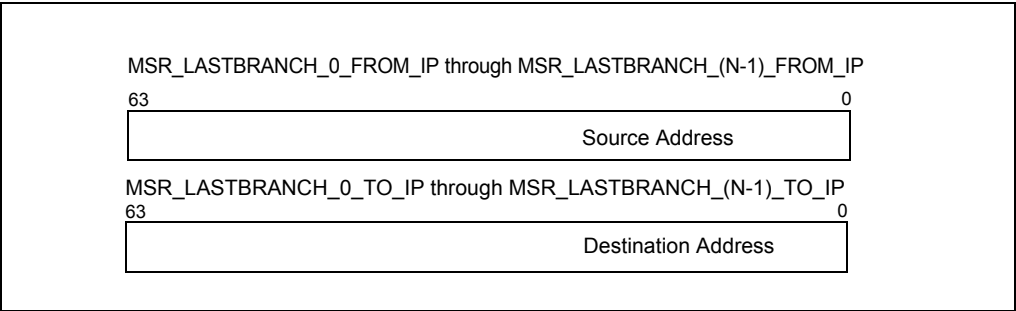 MSR_LASTBRANCH_0_FROM_IP through MSR_LASTBRANCH_(N-1)_FROM_IP
63 0
Source Address
MSR_LASTBRANCH_0_TO_IP through MSR_LASTBRANCH_(N-1)_TO_IP
63 0
Destination Address